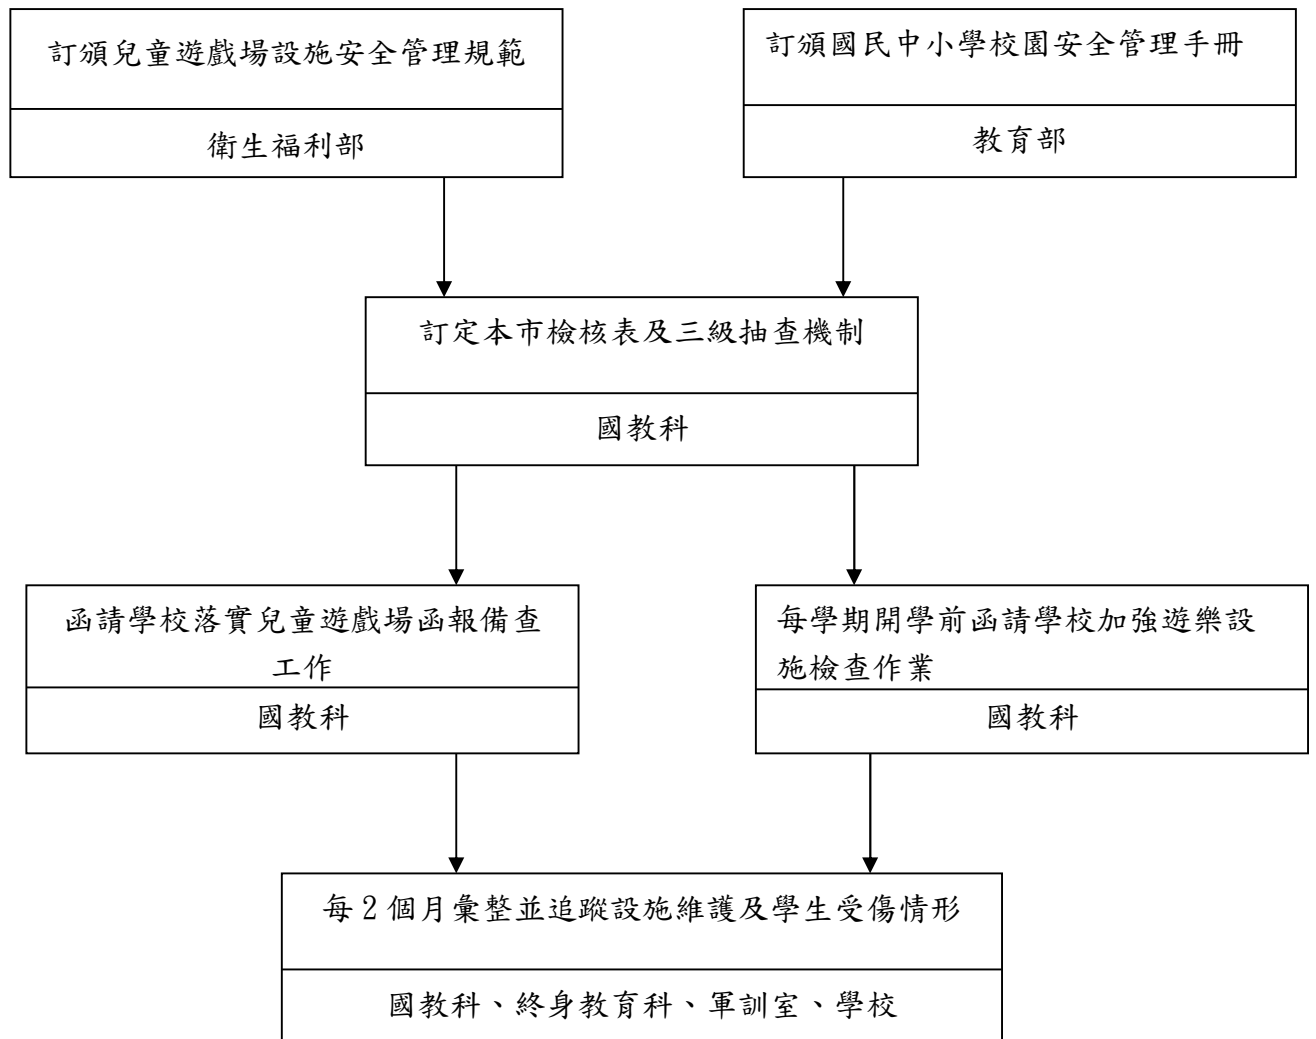 訂頒兒童遊戲場設施安全管理規範
衛生福利部
訂頒國民中小學校園安全管理手冊
教育部
訂定本市檢核表及三級抽查機制
國教科
函請學校落實兒童遊戲場函報備查
工作
國教科
每學期開學前函請學校加強遊樂設
施檢查作業
國教科
每2個月彙整並追蹤設施維護及學生受傷情形
國教科、終身教育科、軍訓室、學校